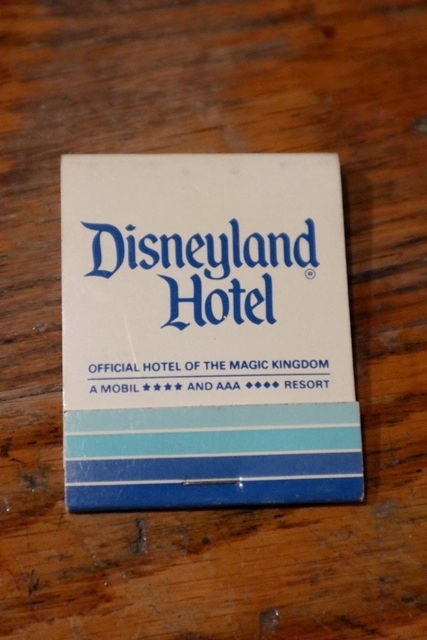 Disneyland
Hotel®
OFFICIAL HOTEL OF THE MAGIC KINGDOM
A MOBIL ★★★★ AND AAA ◆◆◆◆ RESORT